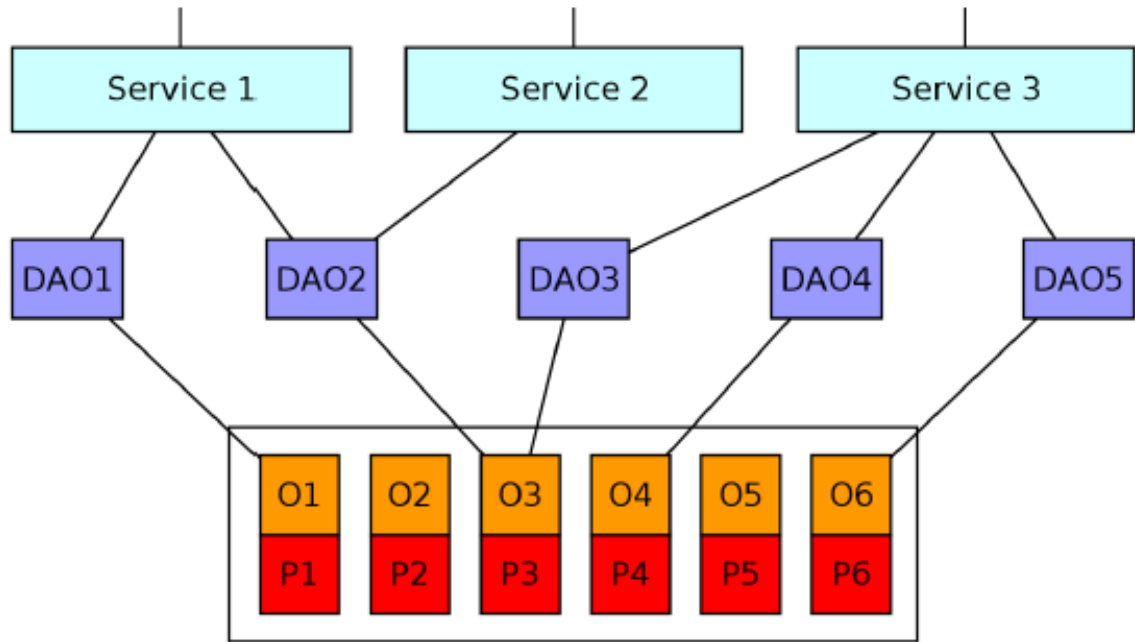 Service 1
Service 2
Service 3
DAO1
DAO2
DAO3
DAO4
DAO5
O1
O2
O3
O4
O5
O6
P1
P2
P3
P4
P5
P6